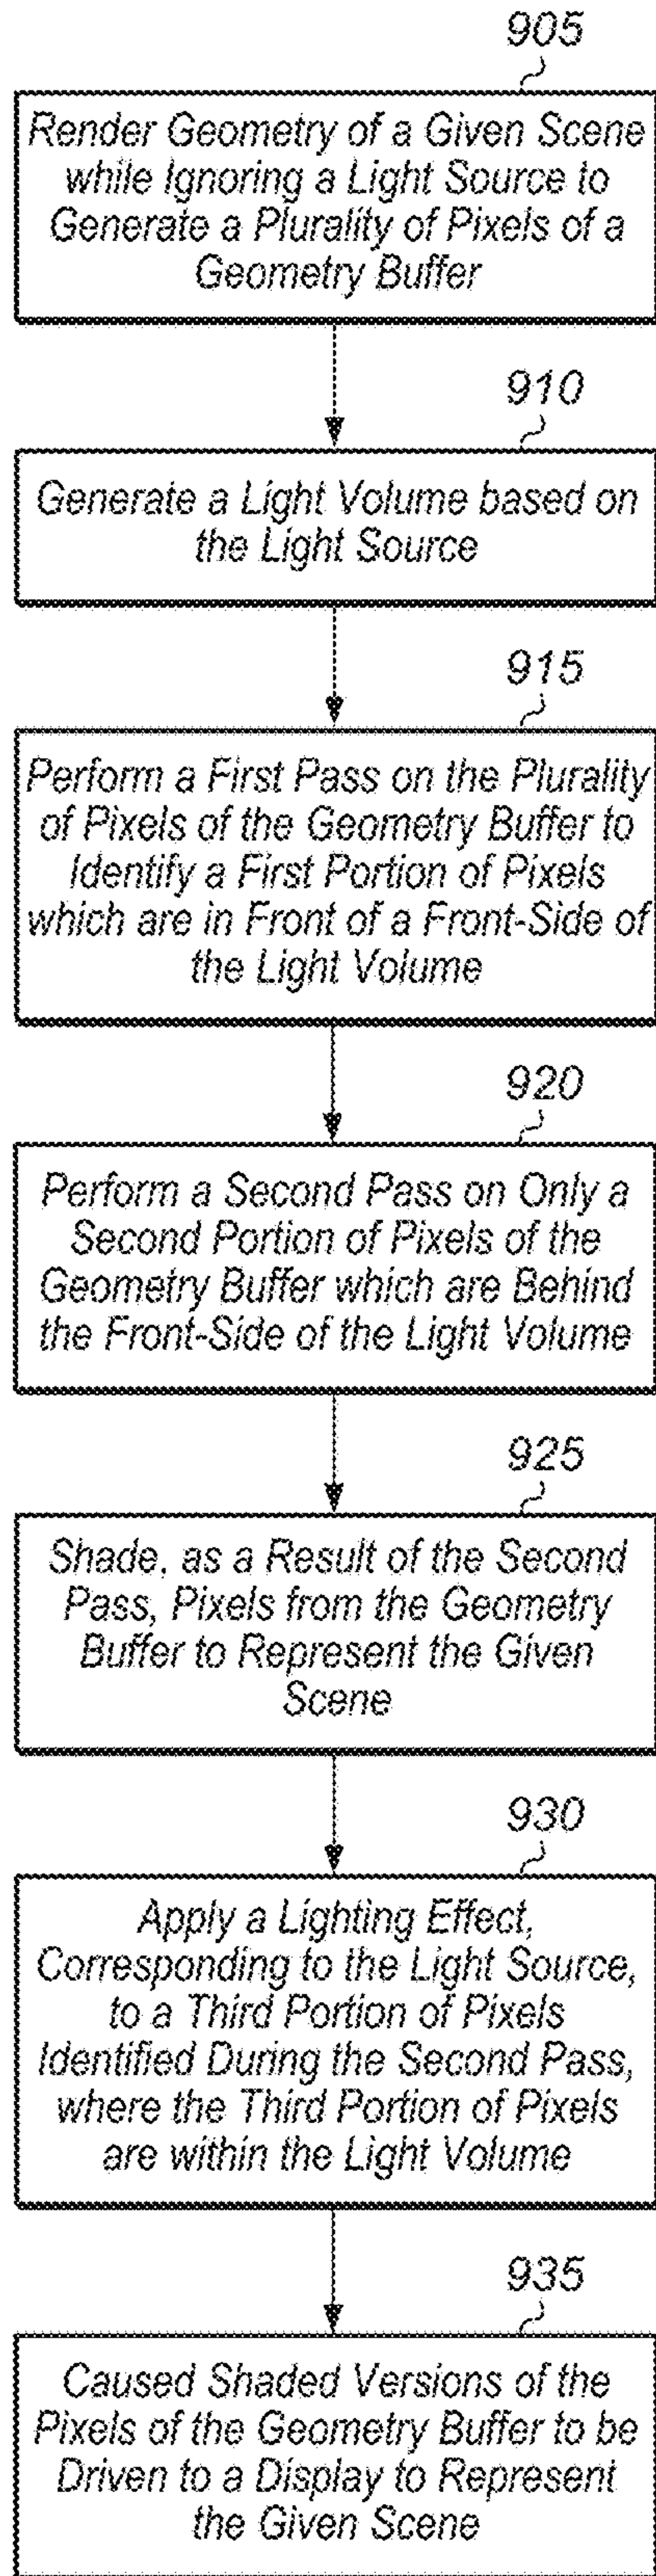 905
Render Geometry of a Given Scene
while Ignoring a Light Source to
Generate a Plurality of Pixels of a
Geometry Buffer
910
Generate a Light Volume based on
the Light Source
915
Perform a First Pass on the Plurality
of Pixels of the Geometry Buffer to
Identify a First Portion of Pixels
which are in Front of a Front-Side of
the Light Volume
920
Perform a Second Pass on Only a
Second Portion of Pixels of the
Geometry Buffer which are Behind
the Front-Side of the Light Volume
925
Shade, as a Result of the Second
Pass, Pixels from the Geometry
Buffer to Represent the Given
Scene
930
Apply a Lighting Effect,
Corresponding to the Light Source,
to a Third Portion of Pixels
Identified During the Second Pass,
where the Third Portion of Pixels
are within the Light Volume
935
Caused Shaded Versions of the
Pixels of the Geometry Buffer to be
Driven to a Display to Represent
the Given Scene